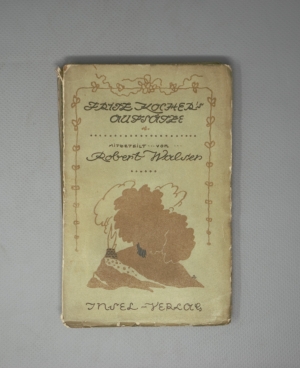 FRITZ KOCHER'S
AUFSÄTZE
MITGETEILT VON
Robert Walser
INSEL-VERLAG